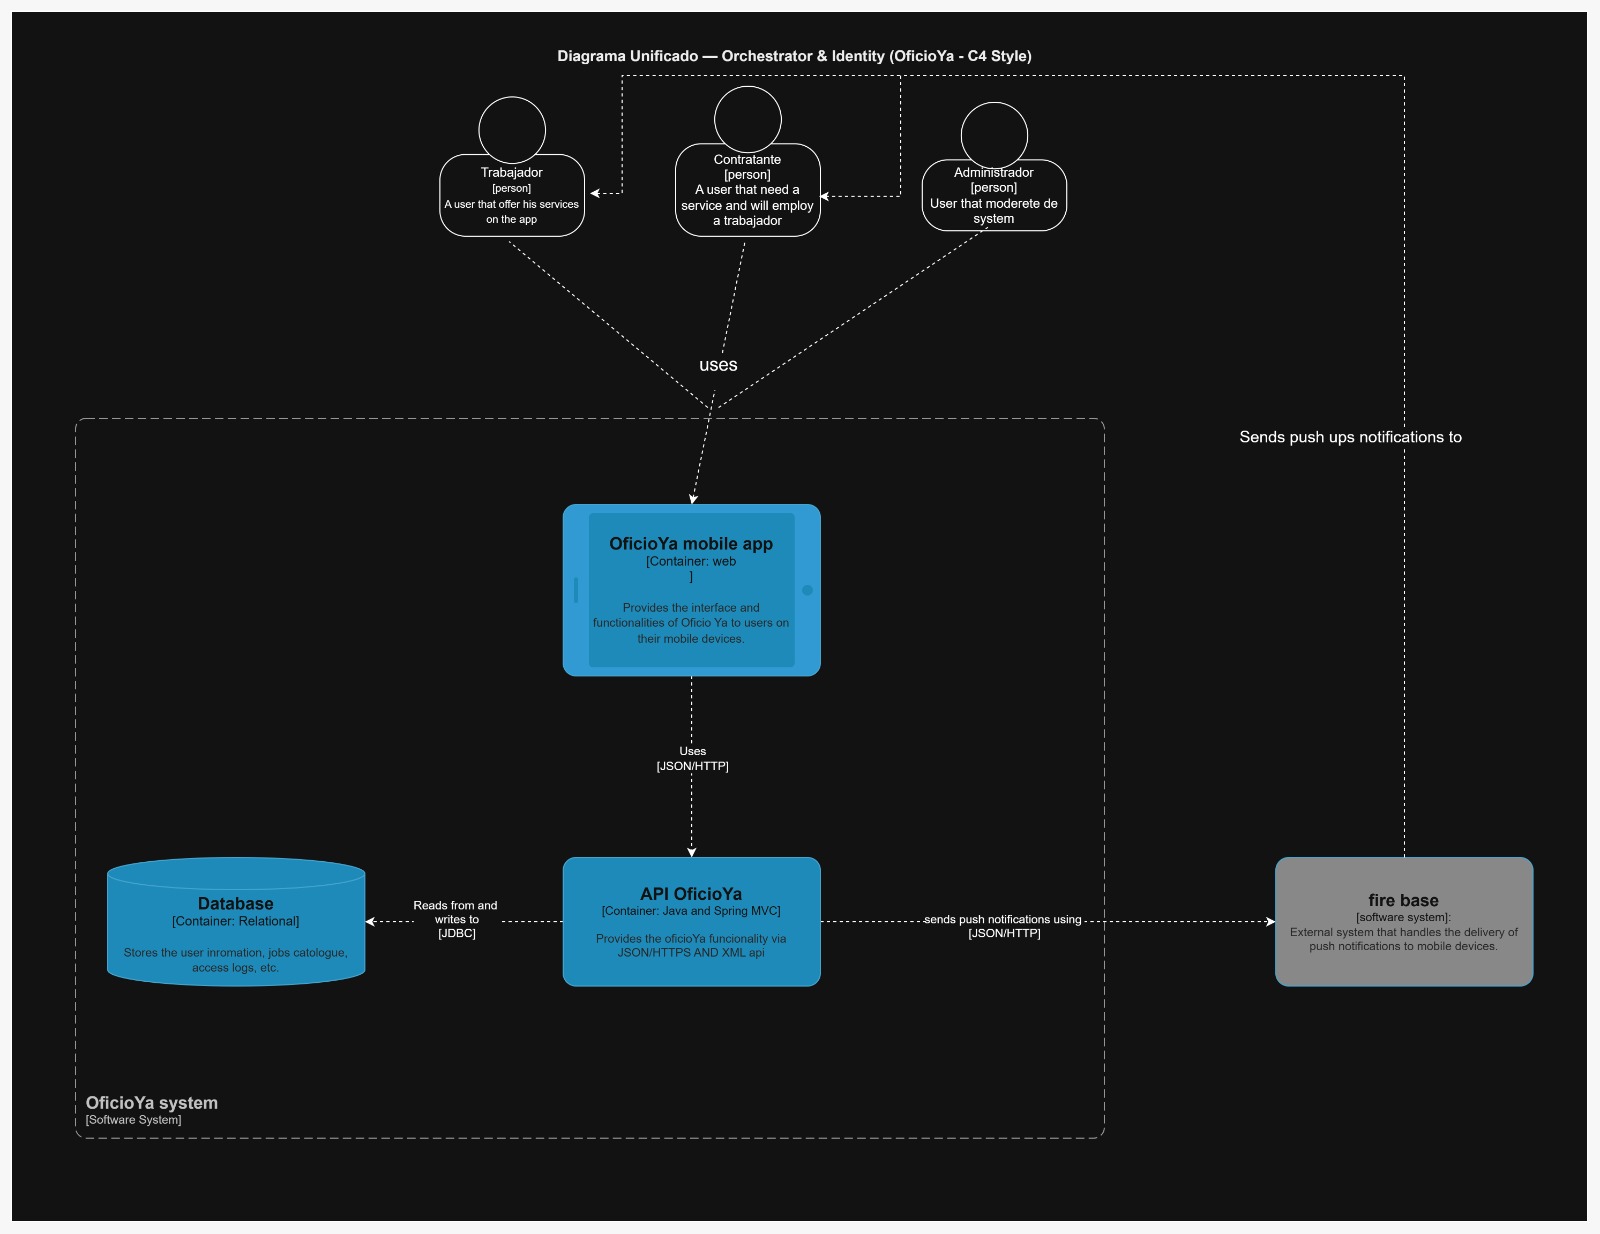 Diagrama Unificado — Orchestrator & Identity (OficioYa - C4 Style)
Trabajador
[person]
A user that offer his services
on the app
Contratante
[person]
A user that need a
service and will employ
a trabajador
Administrador
[person]
User that moderete de
system
uses
Sends push ups notifications to
OficioYa mobile app
[Container: web
]
Provides the interface and
functionalities of Oficio Ya to users on
their mobile devices.
Uses
[JSON/HTTP]
Database
[Container: Relational]
Stores the user inromation, jobs catologue,
access logs, etc.
Reads from and
writes to
[JDBC]
API OficioYa
[Container: Java and Spring MVC]
Provides the oficioYa funcionality via
JSON/HTTPS AND XML api
sends push notifications using
[JSON/HTTP]
fire base
[software system]:
External system that handles the delivery of
push notifications to mobile devices.
OficioYa system
[Software System]